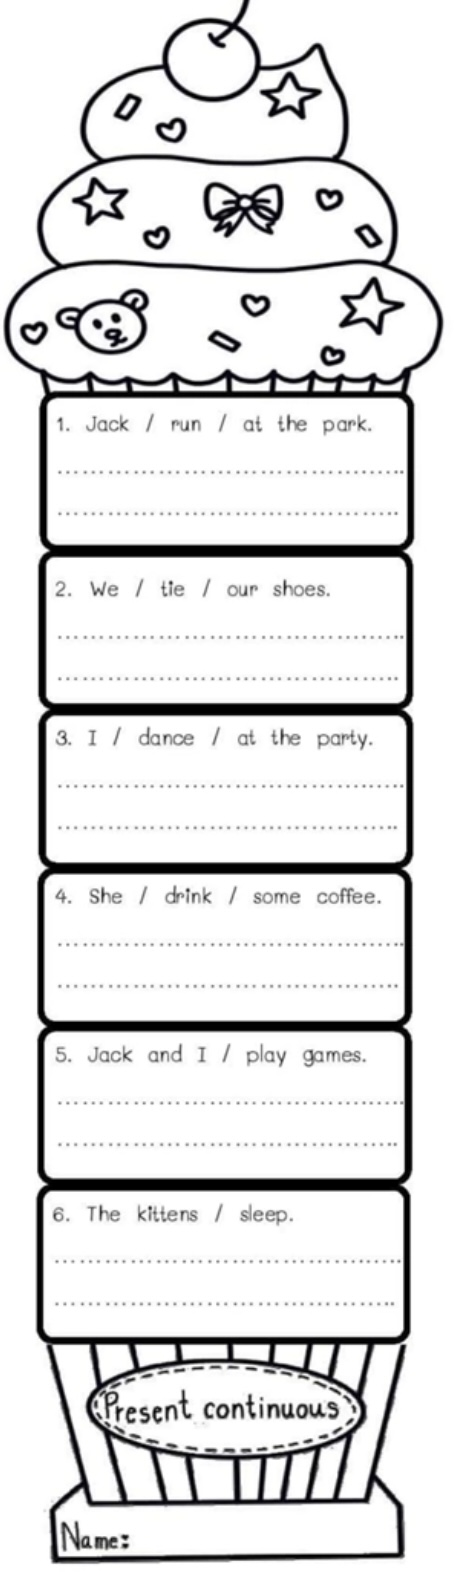 1. Jack / run / at the park.
2. We / tie / our shoes.
3. I / dance / at the party.
4. She / drink / some coffee.
5. Jack and I / play games.
6. The kittens / sleep.
Present continuous
Name: